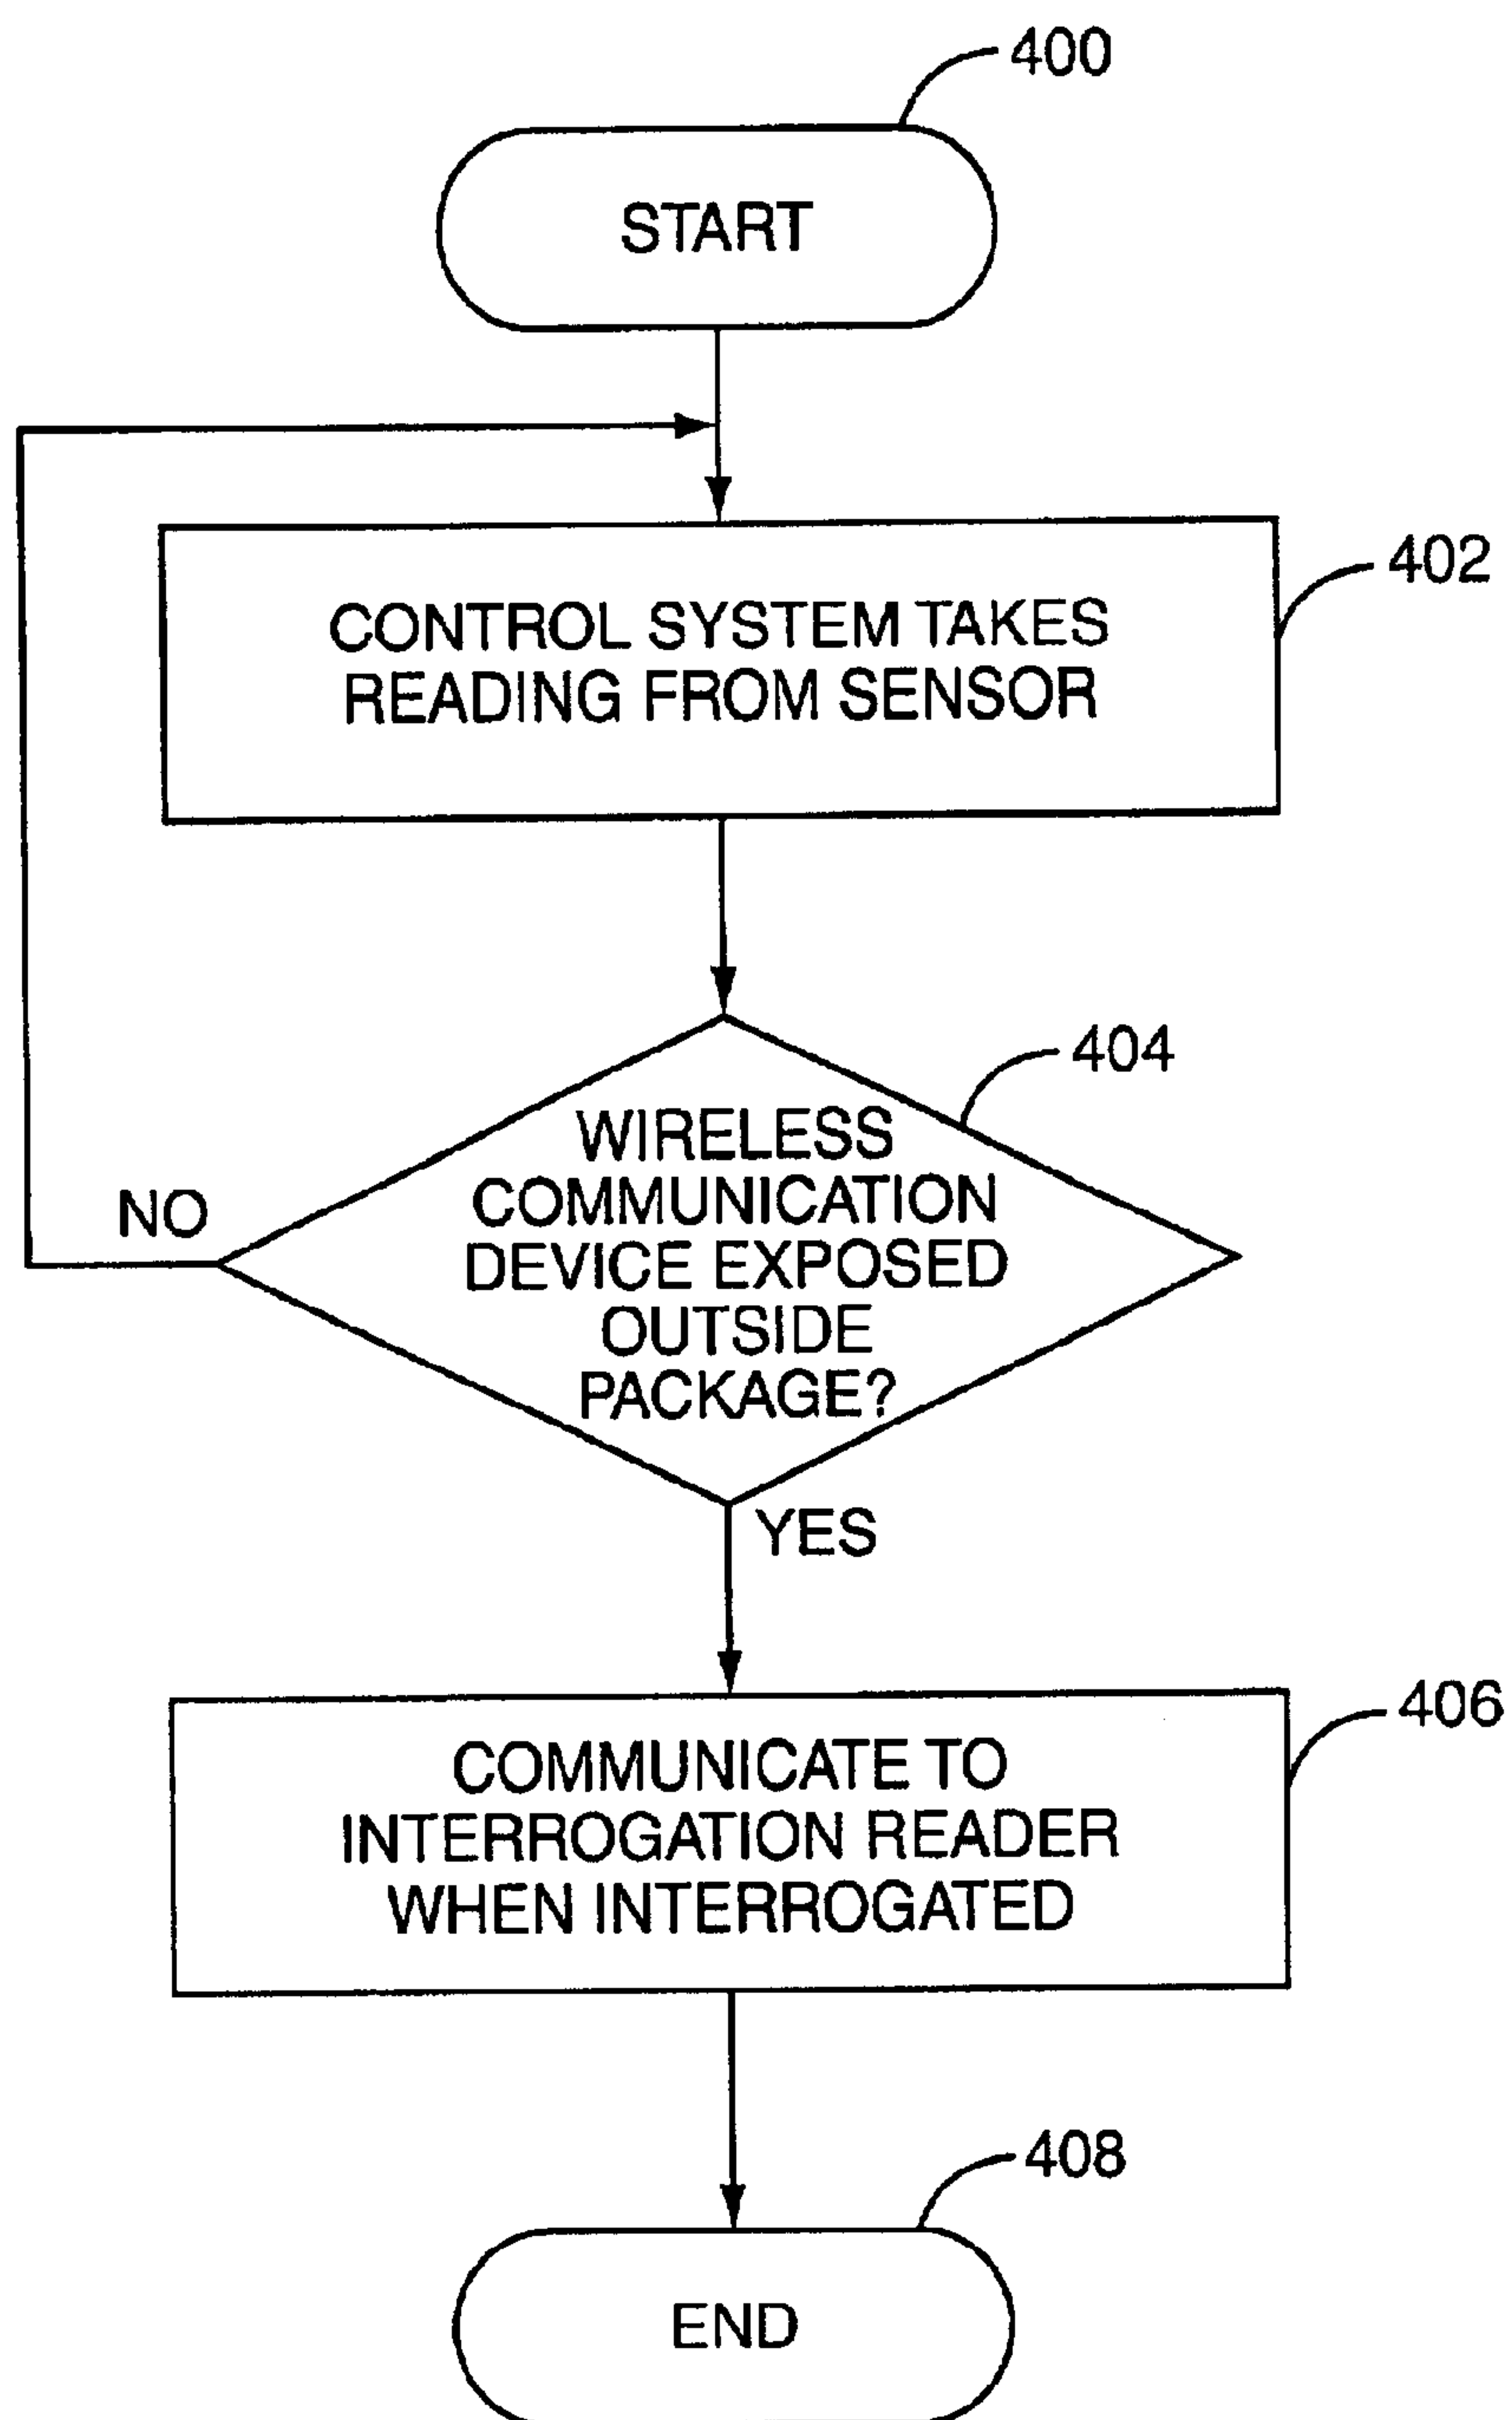 400
START
402
CONTROL SYSTEM TAKES
READING FROM SENSOR
404
WIRELESS
COMMUNICATION
DEVICE EXPOSED
OUTSIDE
PACKAGE?
NO
YES
406
COMMUNICATE TO
INTERROGATION READER
WHEN INTERROGATED
408
END